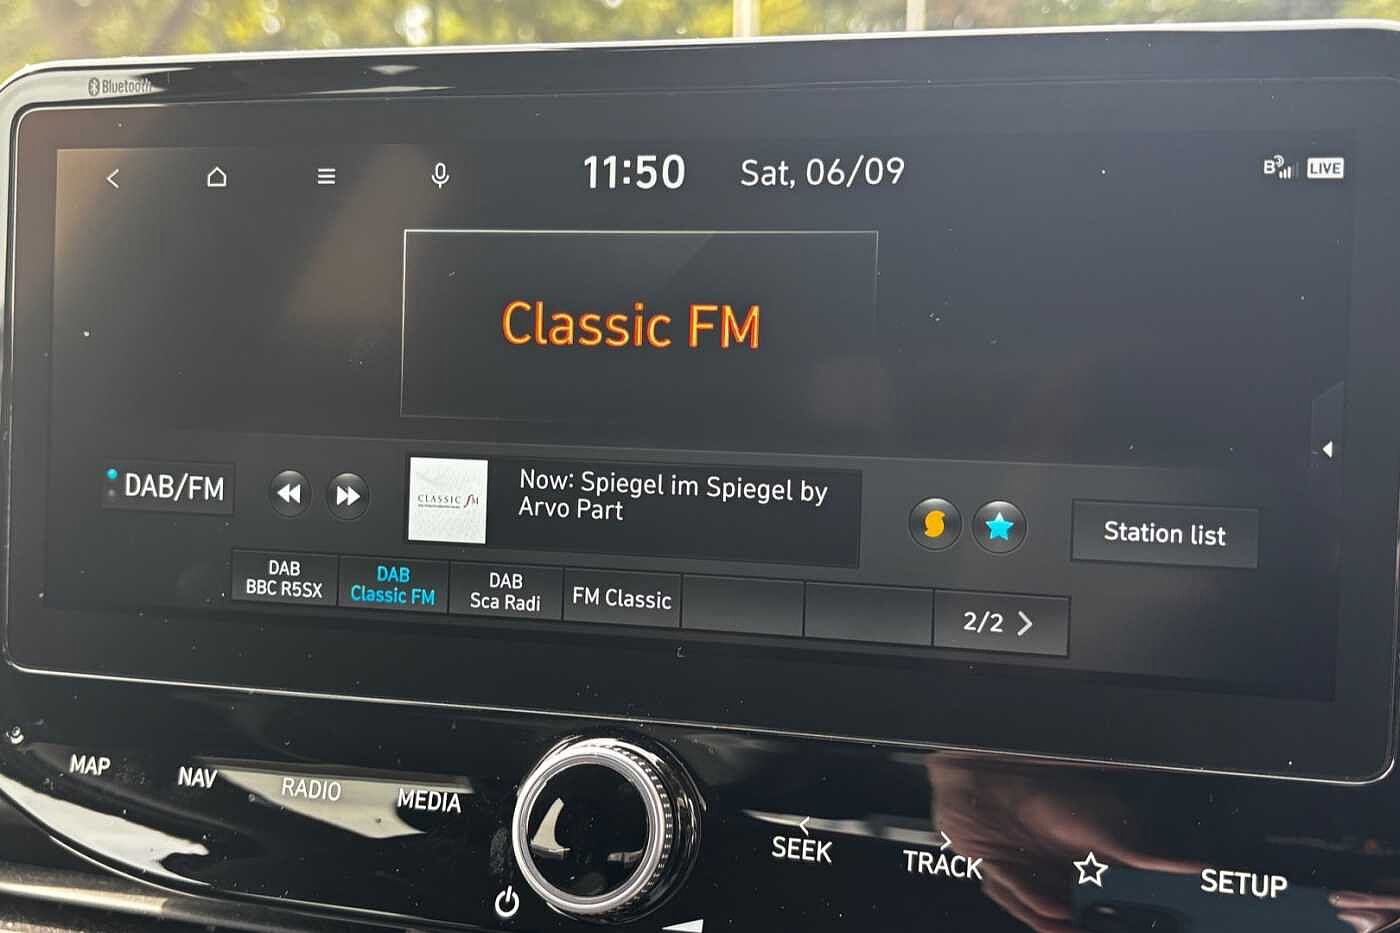 Bluetooth
11:50 Sat, 06/09
B LIVE
Classic FM
DAB/FM
CLASSIC fM
Now: Spiegel im Spiegel by
Arvo Part
Station list
DAB
BBC R5SX
DAB
Classic FM
DAB
Sca Radi
FM Classic
2/2
MAP
NAV
RADIO
MEDIA
SEEK
TRACK
SETUP